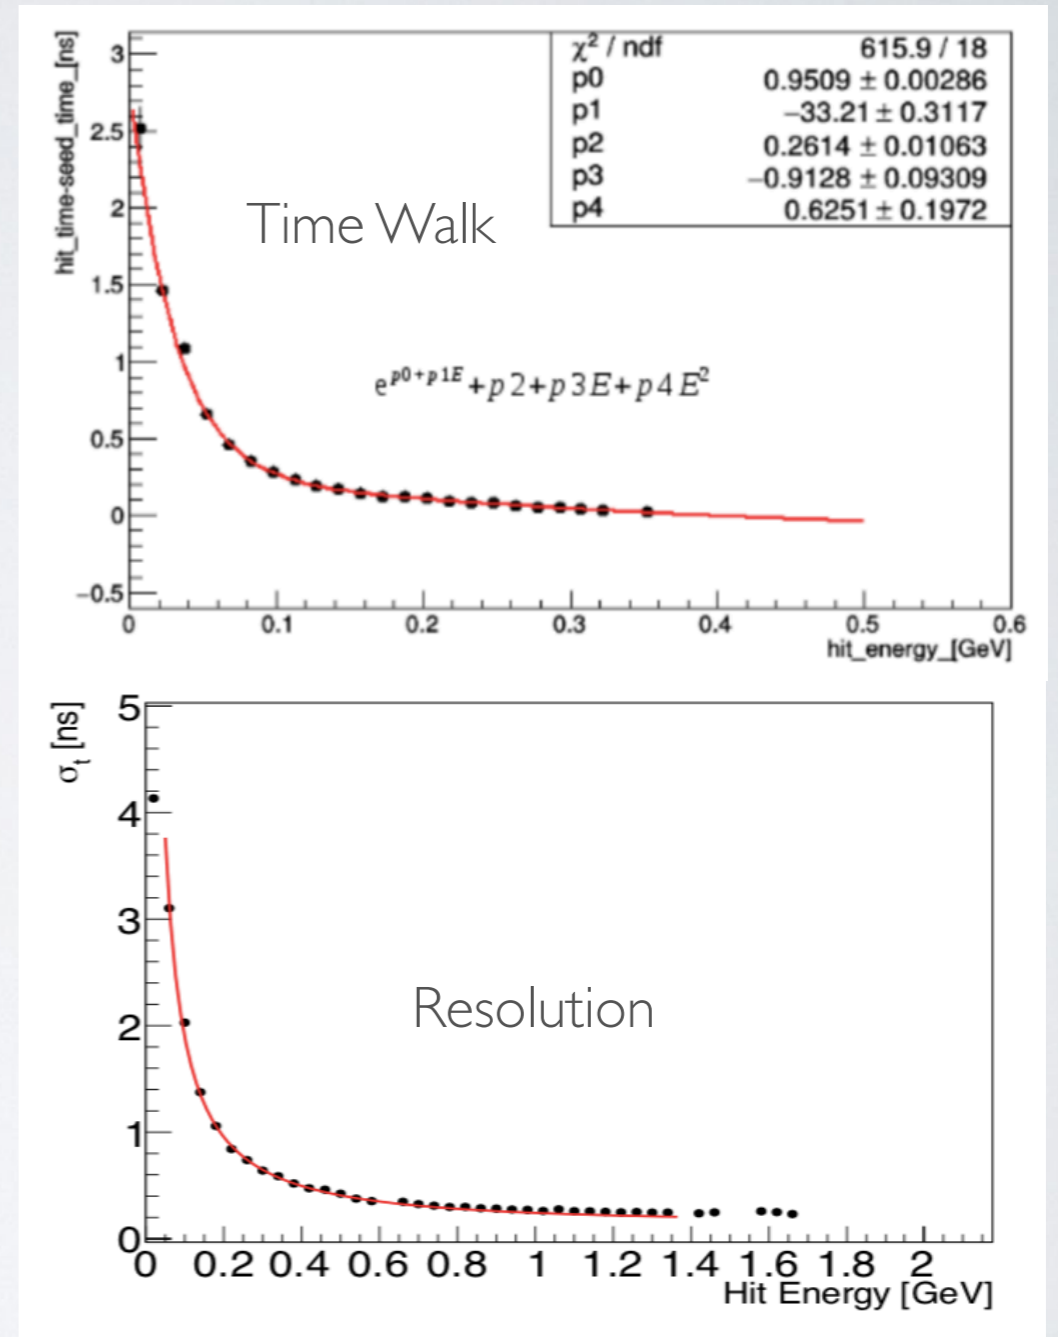 hit_time-seed_time_[ns]
3
2.5
2
1.5
1
0.5
0
−0.5
χ² / ndf 615.9 / 18
p0 0.9509 ± 0.00286
p1 −33.21 ± 0.3117
p2 0.2614 ± 0.01063
p3 −0.9128 ± 0.09309
p4 0.6251 ± 0.1972
Time Walk
e^{p0+p1E}+p2+p3E+p4E²
0 0.1 0.2 0.3 0.4 0.5 0.6
hit_energy_[GeV]
σ_t [ns]
5
4
3
2
1
0
Resolution
0 0.2 0.4 0.6 0.8 1 1.2 1.4 1.6 1.8 2
Hit Energy [GeV]